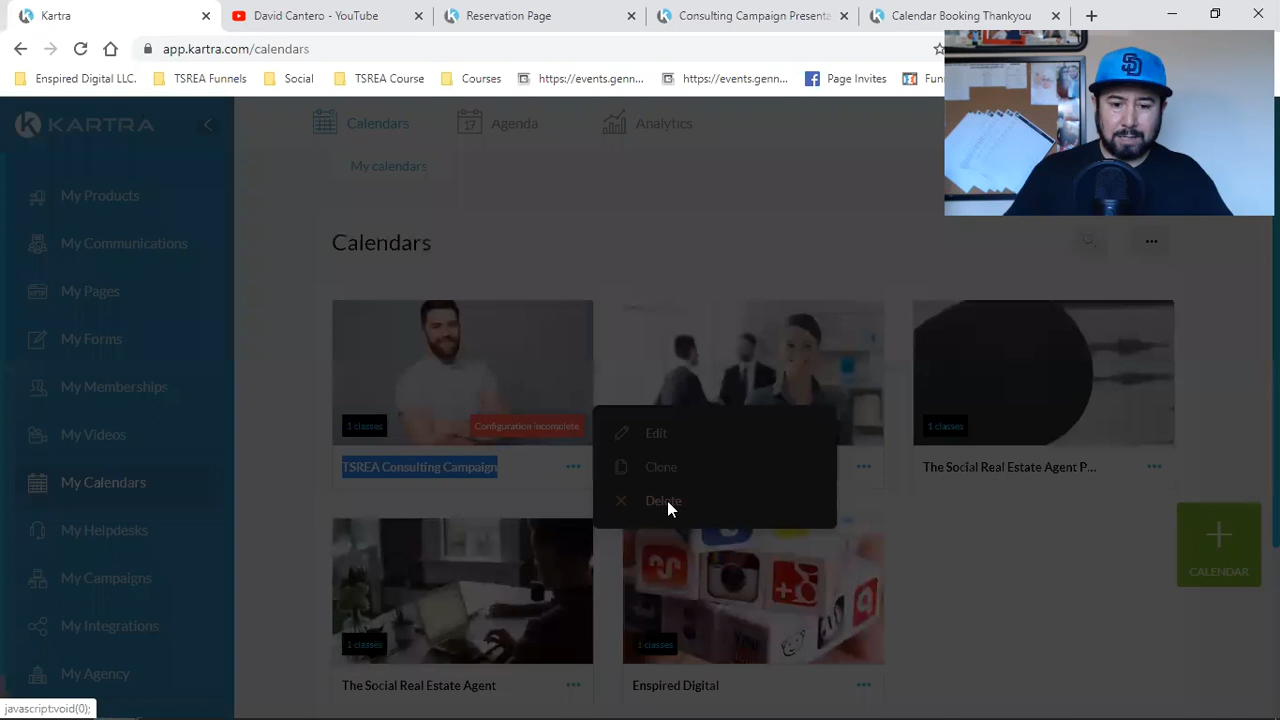 Kartra
David Cantero - YouTube
Reservation Page
Consulting Campaign Presenta
Calendar Booking Thankyou
app.kartra.com/calendars
Enspired Digital LLC.
TSREA Funnels
TSREA Course
Courses
https://events.genn...
https://events.genn...
Page Invites
Fun
KARTRA
Calendars
Agenda
Analytics
My calendars
My Products
My Communications
My Pages
My Forms
My Memberships
My Videos
My Calendars
My Helpdesks
My Campaigns
My Integrations
My Agency
Calendars
1 classes
Configuration incomplete
TSREA Consulting Campaign
Edit
Clone
Delete
1 classes
The Social Real Estate Agent P...
1 classes
The Social Real Estate Agent
1 classes
Enspired Digital
CALENDAR
javascript:void(0);